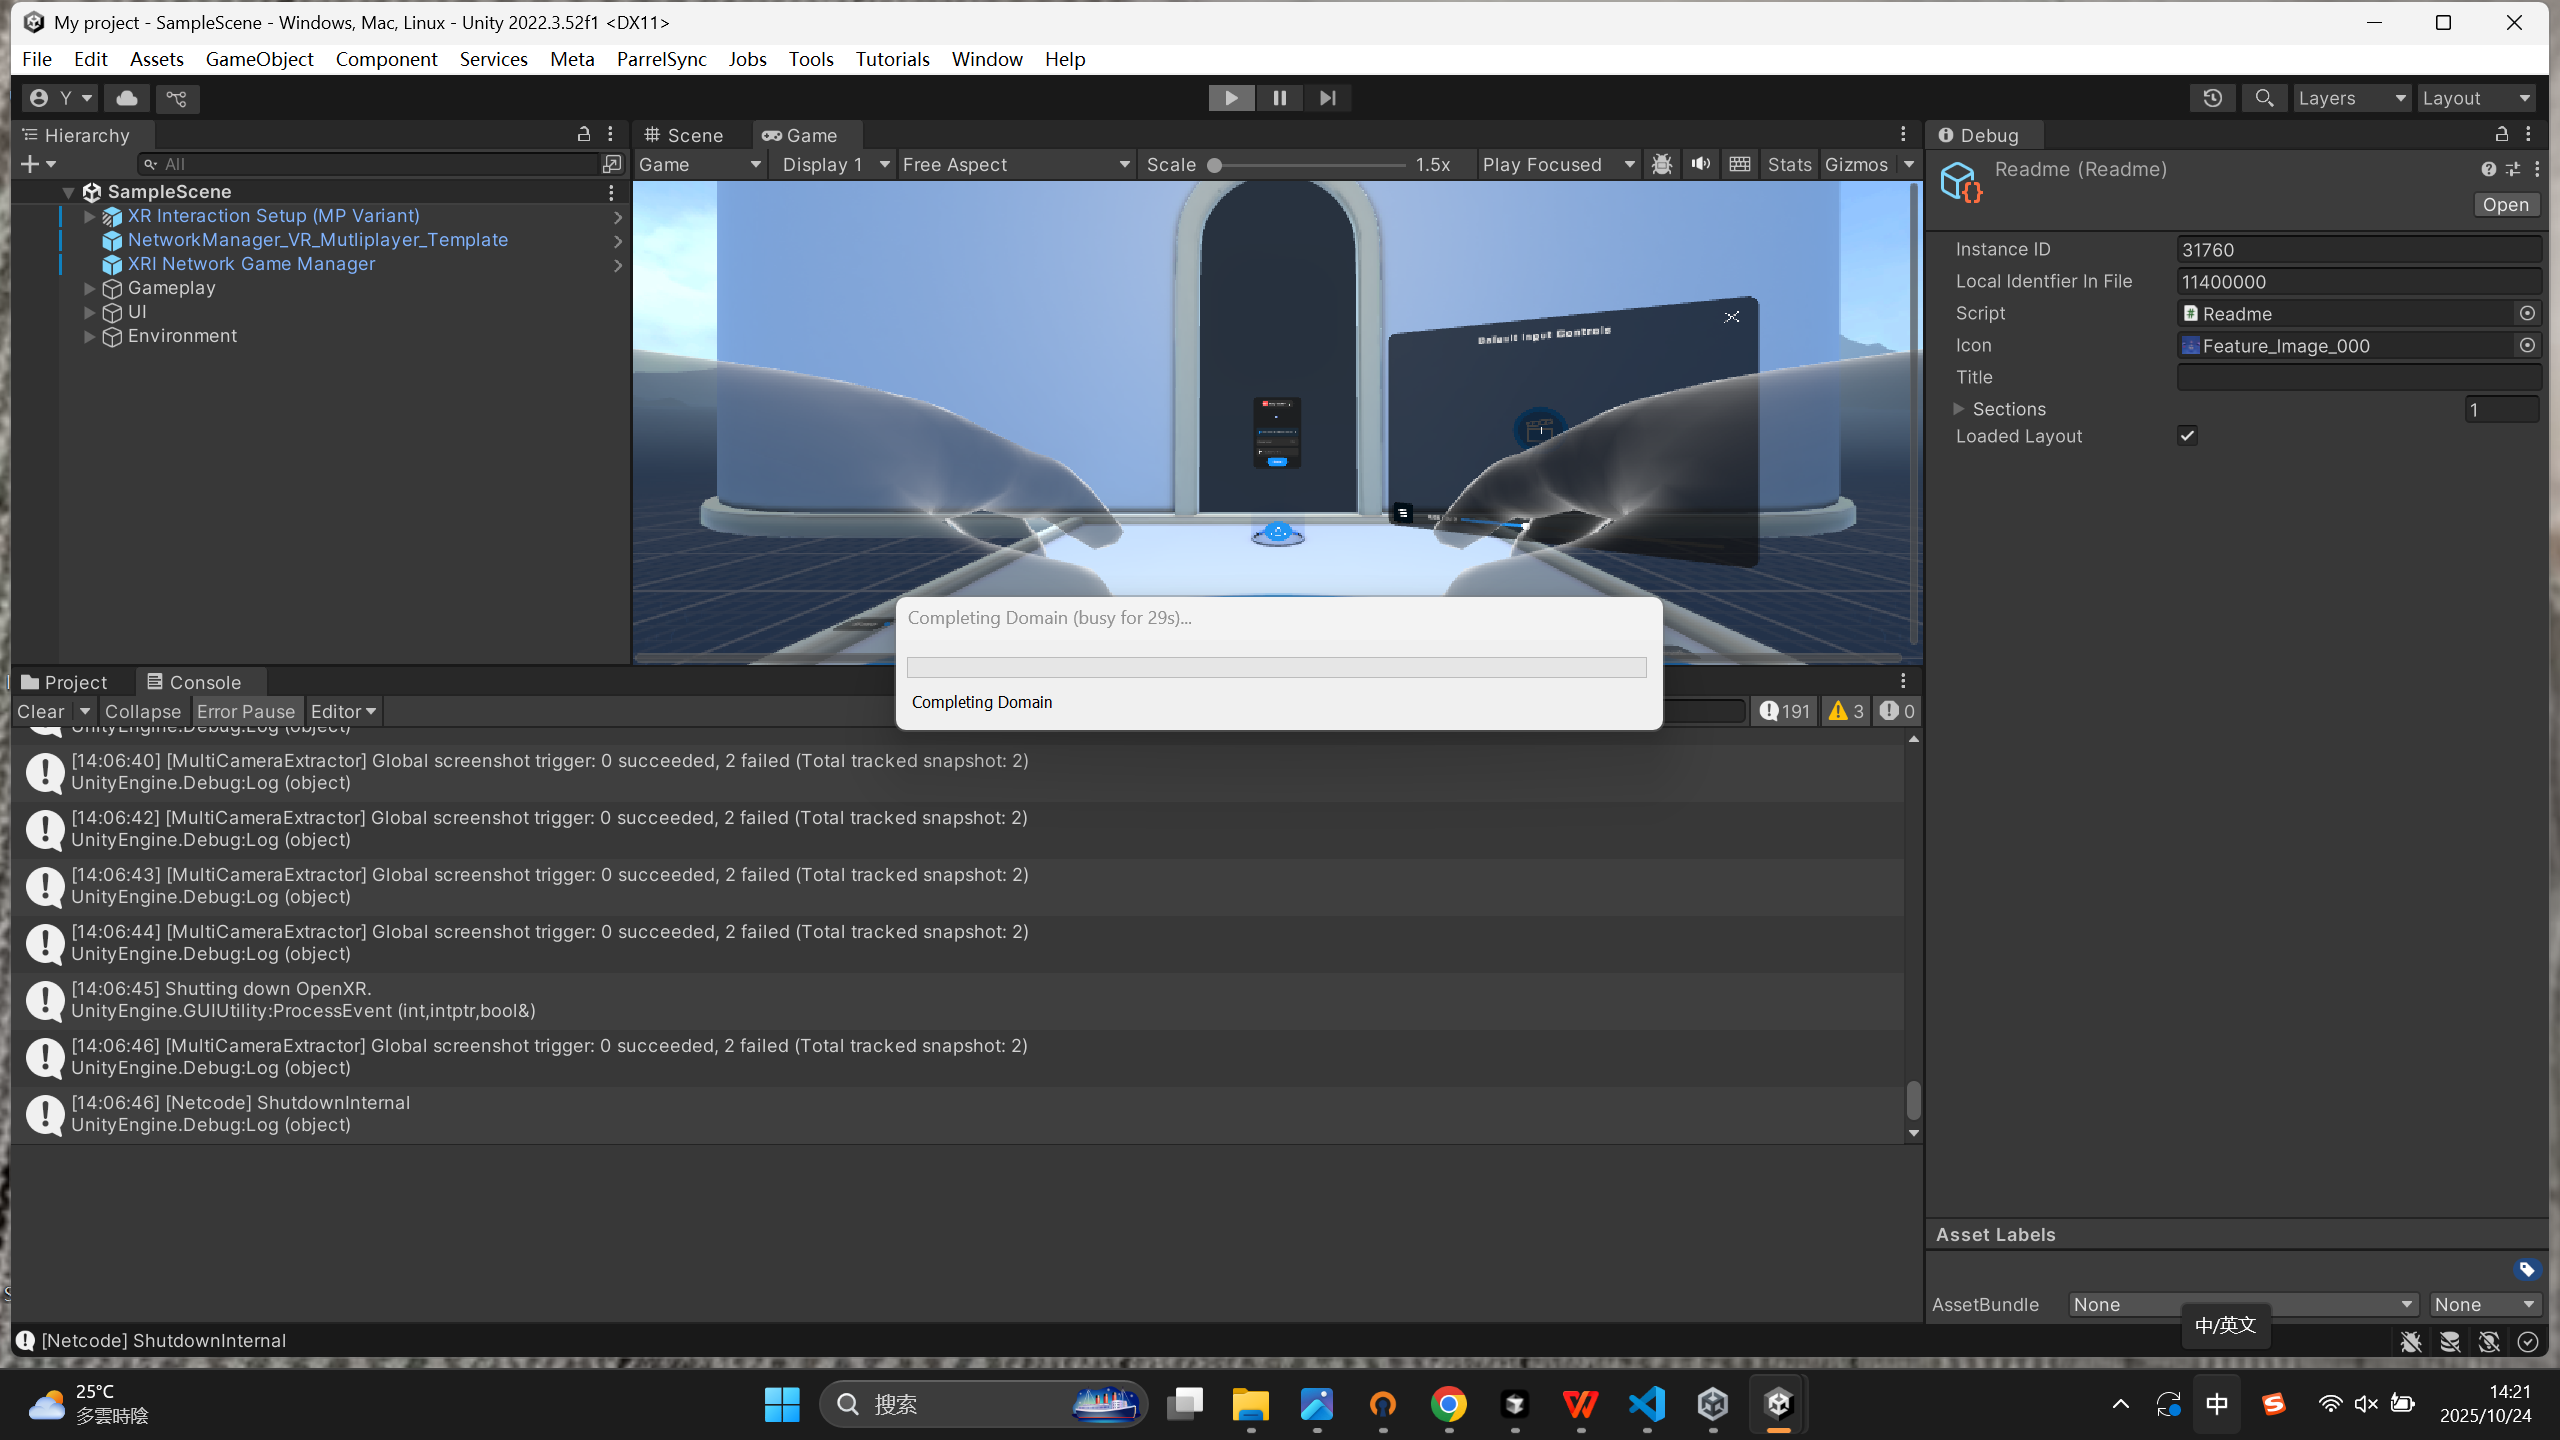 My project - SampleScene - Windows, Mac, Linux - Unity 2022.3.52f1 <DX11>
File Edit Assets GameObject Component Services Meta ParrelSync Jobs Tools Tutorials Window Help
Y
Layers
Layout
Hierarchy
All
SampleScene
XR Interaction Setup (MP Variant)
NetworkManager_VR_Mutliplayer_Template
XRI Network Game Manager
Gameplay
UI
Environment
Scene
Game
Game
Display 1
Free Aspect
Scale
1.5x
Play Focused
Stats
Gizmos
Default Input Controls
Debug
Readme (Readme)
Open
Instance ID 31760
Local Identfier In File 11400000
Script Readme
Icon Feature_Image_000
Title
Sections 1
Loaded Layout
Completing Domain (busy for 29s)...
Completing Domain
Project
Console
Clear
Collapse
Error Pause
Editor
191
3
0
UnityEngine.Debug:Log (object)
[14:06:40] [MultiCameraExtractor] Global screenshot trigger: 0 succeeded, 2 failed (Total tracked snapshot: 2)
UnityEngine.Debug:Log (object)
[14:06:42] [MultiCameraExtractor] Global screenshot trigger: 0 succeeded, 2 failed (Total tracked snapshot: 2)
UnityEngine.Debug:Log (object)
[14:06:43] [MultiCameraExtractor] Global screenshot trigger: 0 succeeded, 2 failed (Total tracked snapshot: 2)
UnityEngine.Debug:Log (object)
[14:06:44] [MultiCameraExtractor] Global screenshot trigger: 0 succeeded, 2 failed (Total tracked snapshot: 2)
UnityEngine.Debug:Log (object)
[14:06:45] Shutting down OpenXR.
UnityEngine.GUIUtility:ProcessEvent (int,intptr,bool&)
[14:06:46] [MultiCameraExtractor] Global screenshot trigger: 0 succeeded, 2 failed (Total tracked snapshot: 2)
UnityEngine.Debug:Log (object)
[14:06:46] [Netcode] ShutdownInternal
UnityEngine.Debug:Log (object)
Asset Labels
AssetBundle None None
中/英文
[Netcode] ShutdownInternal
25°C
多雲時陰
搜索
中
14:21
2025/10/24